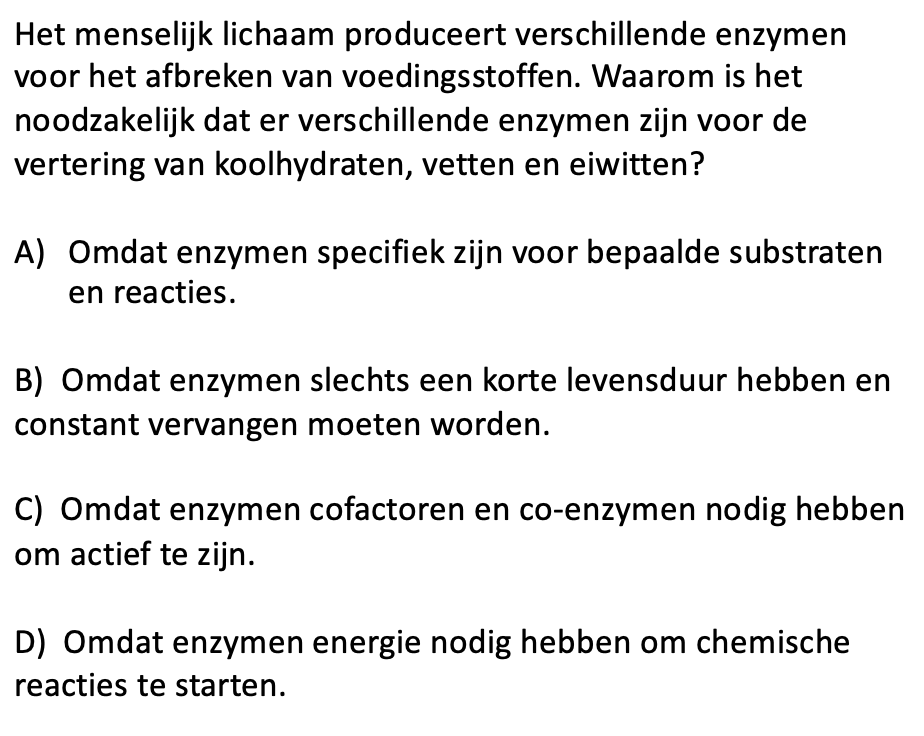 Het menselijk lichaam produceert verschillende enzymen
voor het afbreken van voedingsstoffen. Waarom is het
noodzakelijk dat er verschillende enzymen zijn voor de
vertering van koolhydraten, vetten en eiwitten?
A) Omdat enzymen specifiek zijn voor bepaalde substraten
en reacties.
B) Omdat enzymen slechts een korte levensduur hebben en
constant vervangen moeten worden.
C) Omdat enzymen cofactoren en co-enzymen nodig hebben
om actief te zijn.
D) Omdat enzymen energie nodig hebben om chemische
reacties te starten.